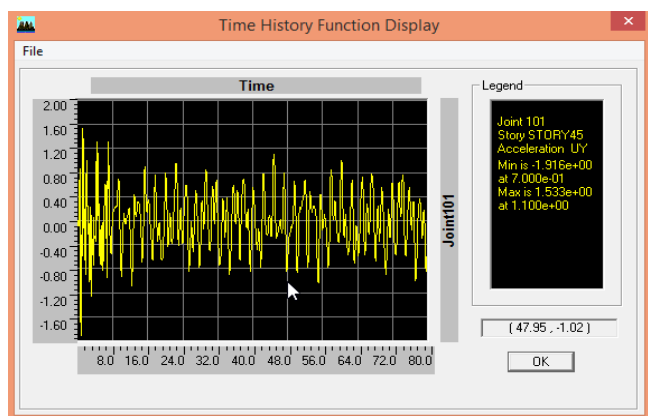 Time History Function Display
×
File
Time
Legend
2.00
1.60
1.20
0.80
0.40
0.00
-0.40
-0.80
-1.20
-1.60
Joint101
Joint 101
Story STORY45
Acceleration UY
Min is -1.916e+00
at 7.000e-01
Max is 1.533e+00
at 1.100e+00
8.0 16.0 24.0 32.0 40.0 48.0 56.0 64.0 72.0 80.0
( 47.95 , -1.02 )
OK